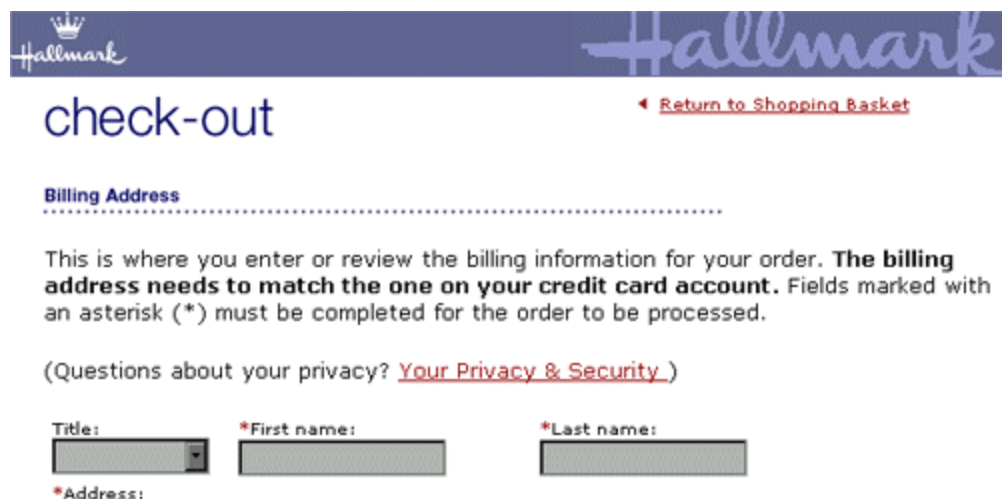 Hallmark Hallmark
check-out
Return to Shopping Basket
Billing Address
This is where you enter or review the billing information for your order. The billing
address needs to match the one on your credit card account. Fields marked with
an asterisk (*) must be completed for the order to be processed.
(Questions about your privacy? Your Privacy & Security )
Title: *First name: *Last name:
*Address: